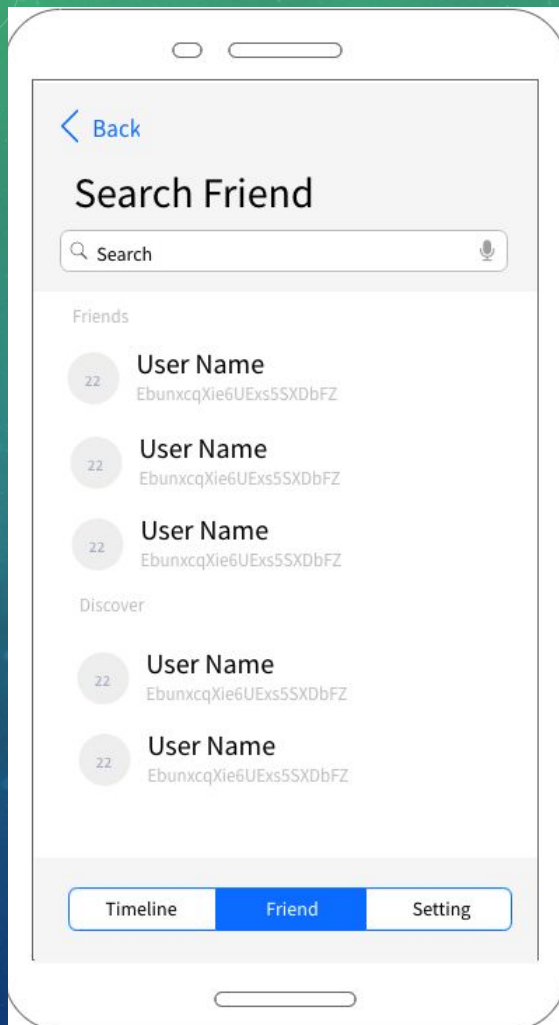 Back
Search Friend
Search
Friends
22
User Name
EbunxcqXie6UExs5SXDbFZ
22
User Name
EbunxcqXie6UExs5SXDbFZ
22
User Name
EbunxcqXie6UExs5SXDbFZ
Discover
22
User Name
EbunxcqXie6UExs5SXDbFZ
22
User Name
EbunxcqXie6UExs5SXDbFZ
Timeline Friend Setting